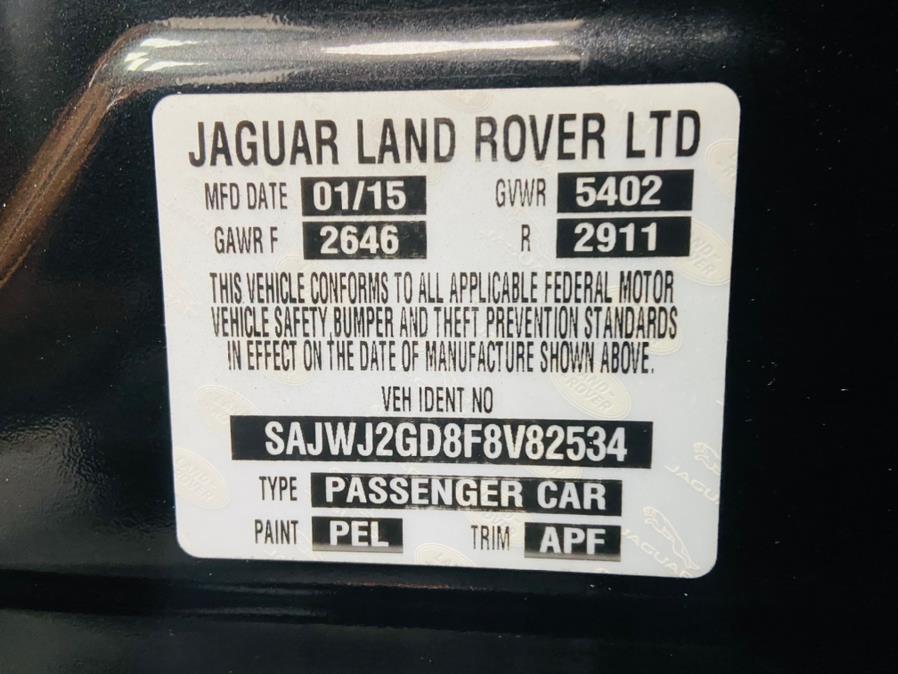 JAGUAR LAND ROVER LTD
MFD DATE 01/15 GVWR 5402
GAWR F 2646 R 2911
THIS VEHICLE CONFORMS TO ALL APPLICABLE FEDERAL MOTOR
VEHICLE SAFETY, BUMPER AND THEFT PREVENTION STANDARDS
IN EFFECT ON THE DATE OF MANUFACTURE SHOWN ABOVE.
VEH IDENT NO
SAJWJ2GD8F8V82534
TYPE PASSENGER CAR
PAINT PEL TRIM APF